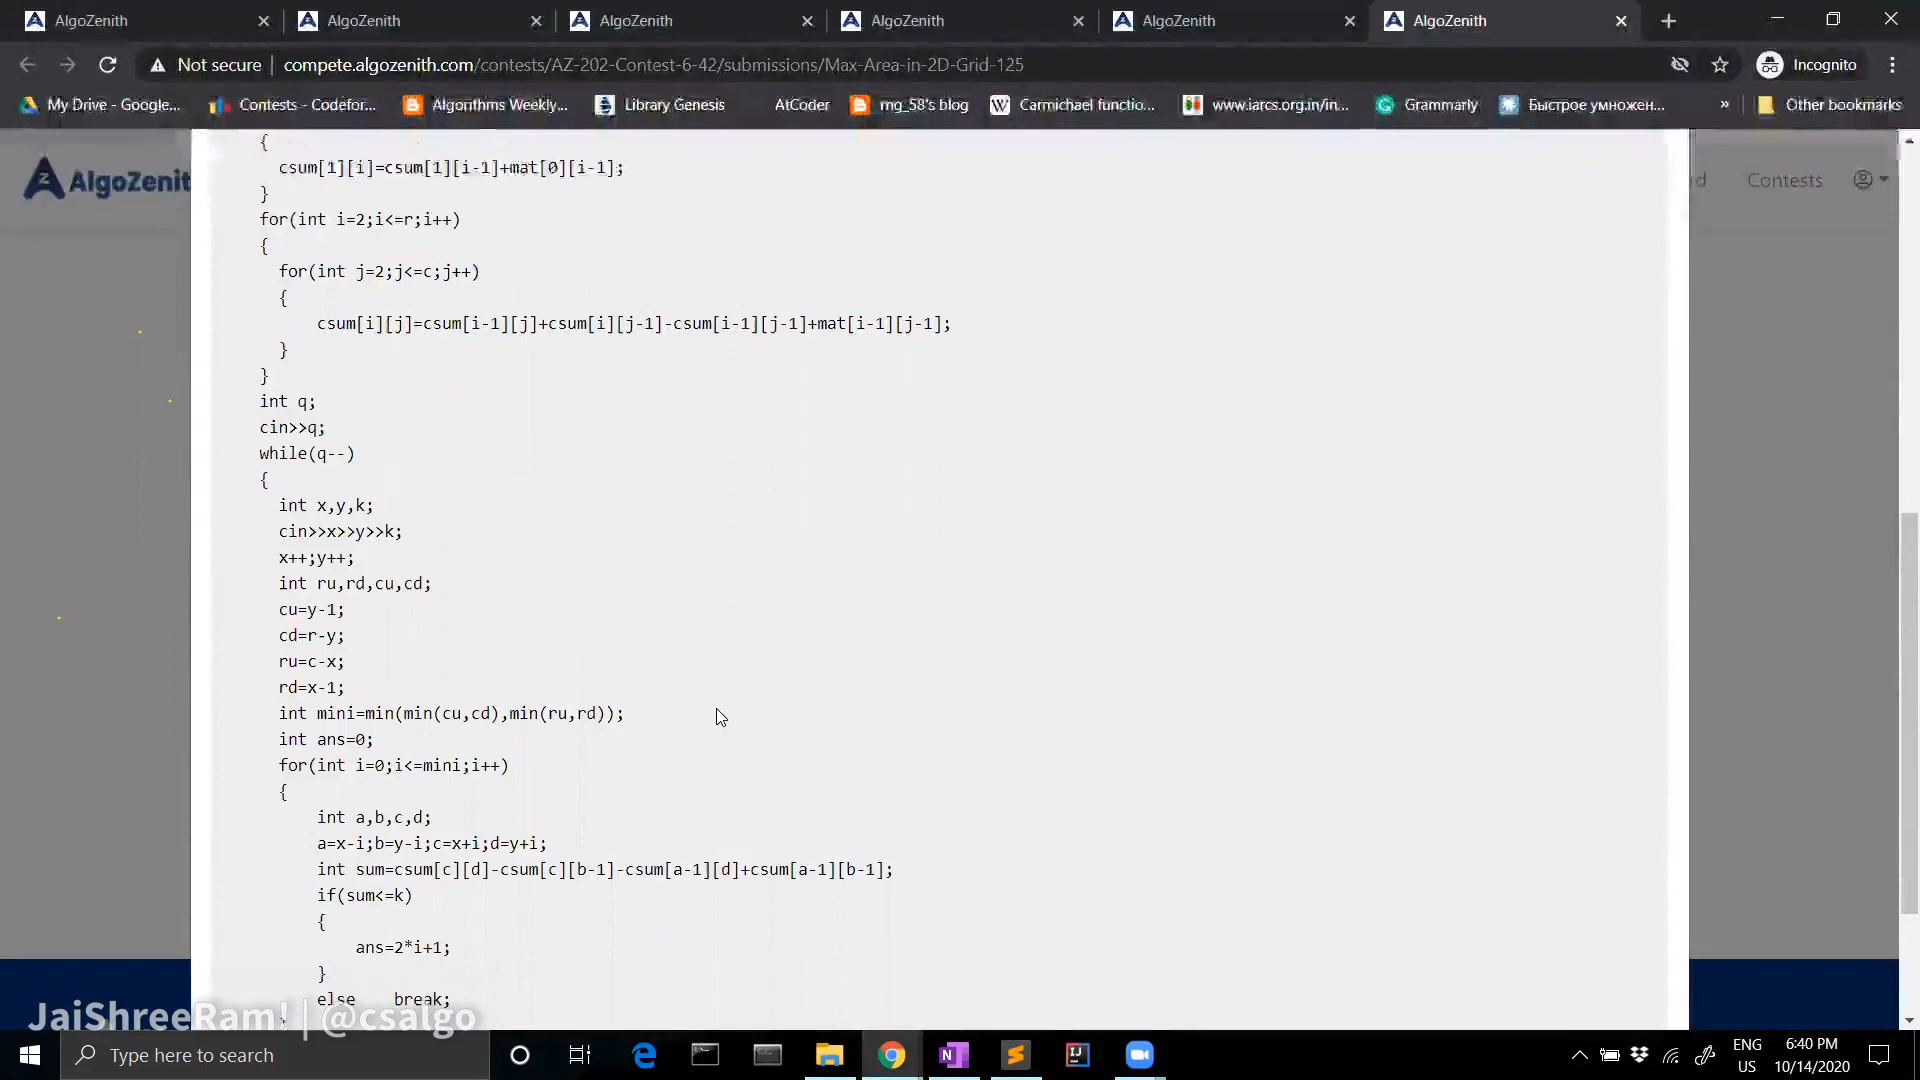 AlgoZenith
AlgoZenith
AlgoZenith
AlgoZenith
AlgoZenith
AlgoZenith
Not secure | compete.algozenith.com/contests/AZ-202-Contest-6-42/submissions/Max-Area-in-2D-Grid-125
Incognito
My Drive - Google...
Contests - Codefor...
Algorithms Weekly...
Library Genesis
AtCoder
mg_58's blog
Carmichael functio...
www.iarcs.org.in/in...
Grammarly
Быстрое умножен...
»
Other bookmarks
AlgoZenith
rd
Contests
{
csum[1][i]=csum[1][i-1]+mat[0][i-1];
}
for(int i=2;i<=r;i++)
{
for(int j=2;j<=c;j++)
{
csum[i][j]=csum[i-1][j]+csum[i][j-1]-csum[i-1][j-1]+mat[i-1][j-1];
}
}
int q;
cin>>q;
while(q--)
{
int x,y,k;
cin>>x>>y>>k;
x++;y++;
int ru,rd,cu,cd;
cu=y-1;
cd=r-y;
ru=c-x;
rd=x-1;
int mini=min(min(cu,cd),min(ru,rd));
int ans=0;
for(int i=0;i<=mini;i++)
{
int a,b,c,d;
a=x-i;b=y-i;c=x+i;d=y+i;
int sum=csum[c][d]-csum[c][b-1]-csum[a-1][d]+csum[a-1][b-1];
if(sum<=k)
{
ans=2*i+1;
}
else    break;
JaiShreeRam! | @csalgo
Type here to search
ENG
US
6:40 PM
10/14/2020